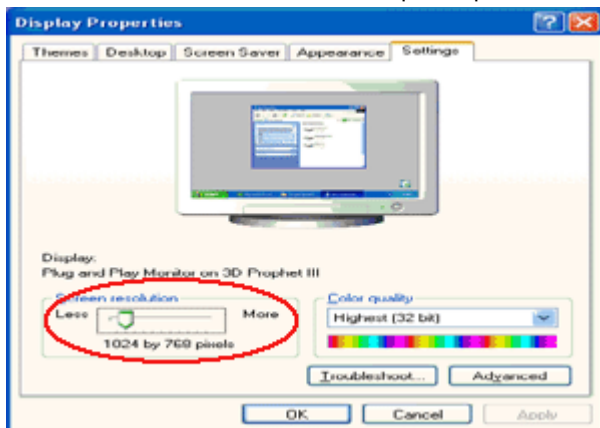 Display Properties
Themes Desktop Screen Saver Appearance Settings
Display:
Plug and Play Monitor on 3D Prophet III
Screen resolution
Less More
1024 by 768 pixels
Color quality
Highest (32 bit)
Troubleshoot... Advanced
OK Cancel Apply